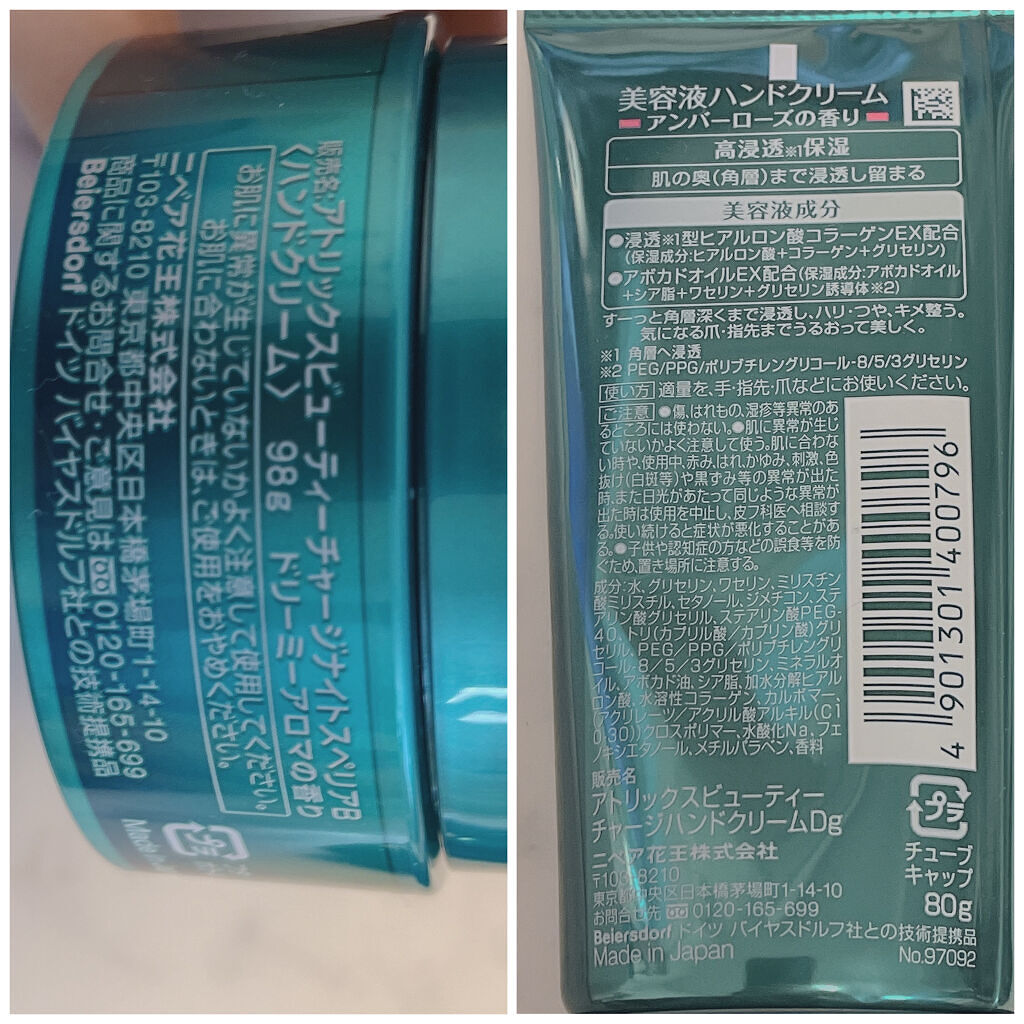 販売名:アトリックスビューティーチャージナイトスペリアB
〈ハンドクリーム〉 98g ドリーミーアロマの香り
お肌に異常が生じていないかよく注意して使用してください。
お肌に合わないときは、ご使用をおやめください。
ニベア花王株式会社
〒103-8210 東京都中央区日本橋茅場町1-14-10
商品に関するお問合せ・ご意見は 0120-165-699
Beiersdorf ドイツ バイヤスドルフ社との技術提携品
プラ
美容液ハンドクリーム
アンバーローズの香り
高浸透※1保湿
肌の奥(角層)まで浸透し留まる
美容液成分
●浸透※1型ヒアルロン酸コラーゲンEX配合
(保湿成分:ヒアルロン酸+コラーゲン+グリセリン)
●アボカドオイルEX配合(保湿成分:アボカドオイル
+シア脂+ワセリン+グリセリン誘導体※2)
すーっと角層深くまで浸透し、ハリ・つや、キメ整う。
気になる爪・指先までうるおって美しく。
※1 角層へ浸透
※2 PEG/PPG/ポリブチレングリコール-8/5/3グリセリン
使い方 適量を、手・指先・爪などにお使いください。
ご注意 ●傷、はれもの、湿疹等異常のあ
るところには使わない。●肌に異常が生じ
ていないかよく注意して使う。肌に合わな
い時や、使用中、赤み、はれ、かゆみ、刺激、色
抜け(白斑等)や黒ずみ等の異常が出た
時、また日光があたって同じような異常が
出た時は使用を中止し、皮フ科医へ相談す
る。使い続けると症状が悪化することがあ
る。●子供や認知症の方などの誤食等を防
ぐため、置き場所に注意する。
成分:水、グリセリン、ワセリン、ミリスチン
酸ミリスチル、セタノール、ジメチコン、ステ
アリン酸グリセリル、ステアリン酸PEG-
40、トリ(カプリル酸/カプリン酸)グリ
セリル、PEG/PPG/ポリブチレングリ
コール-8/5/3グリセリン、ミネラルオ
イル、アボカド油、シア脂、加水分解ヒアル
ロン酸、水溶性コラーゲン、カルボマー、
(アクリレーツ/アクリル酸アルキル(C1
0-30))クロスポリマー、水酸化Na、フェ
ノキシエタノール、メチルパラベン、香料
4 901301 400796
販売名
アトリックスビューティー
チャージハンドクリームDg
ニベア花王株式会社
〒103-8210
東京都中央区日本橋茅場町1-14-10
お問合せ先 0120-165-699
Beiersdorf ドイツ バイヤスドルフ社との技術提携品
Made in Japan
プラ
チューブ
キャップ
80g
No.97092